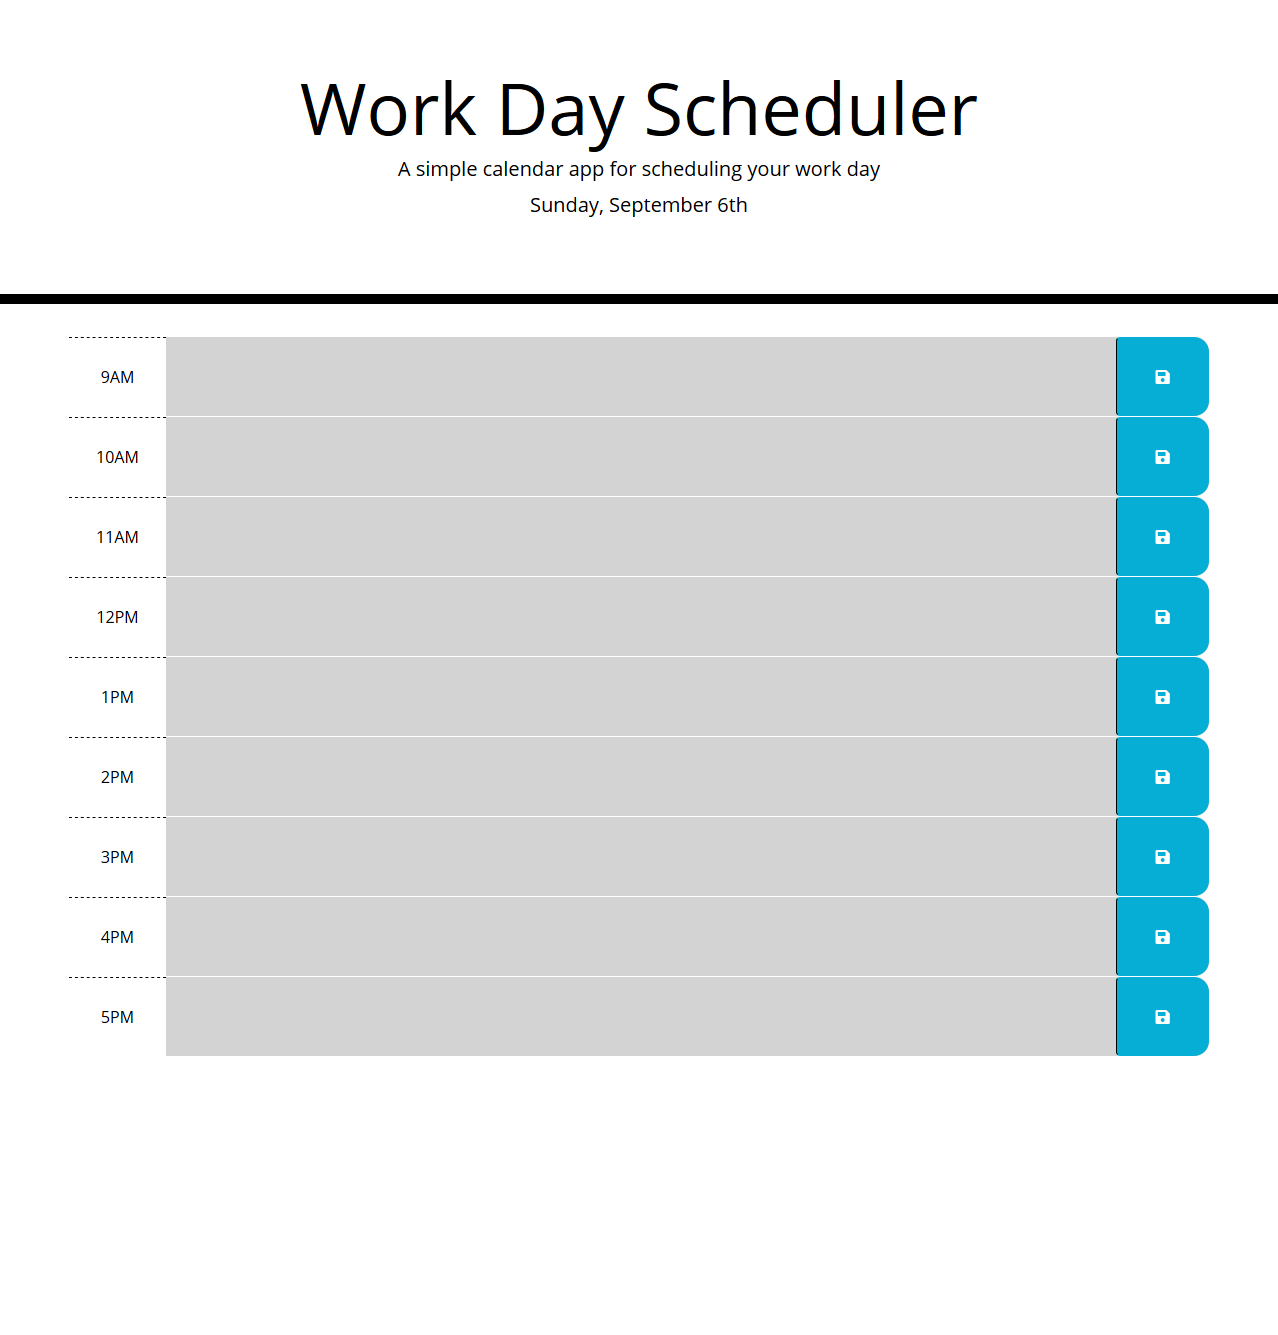 Work Day Scheduler
A simple calendar app for scheduling your work day
Sunday, September 6th
9AM
10AM
11AM
12PM
1PM
2PM
3PM
4PM
5PM